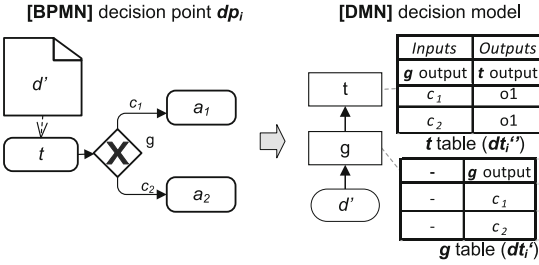 [BPMN] decision point dpᵢ
[DMN] decision model
d'
t
X
g
c₁
a₁
c₂
a₂
t
g
d'
Inputs Outputs
g output t output
c₁ o1
c₂ o1
t table (dtᵢ'')
- g output
- c₁
- c₂
g table (dtᵢ')